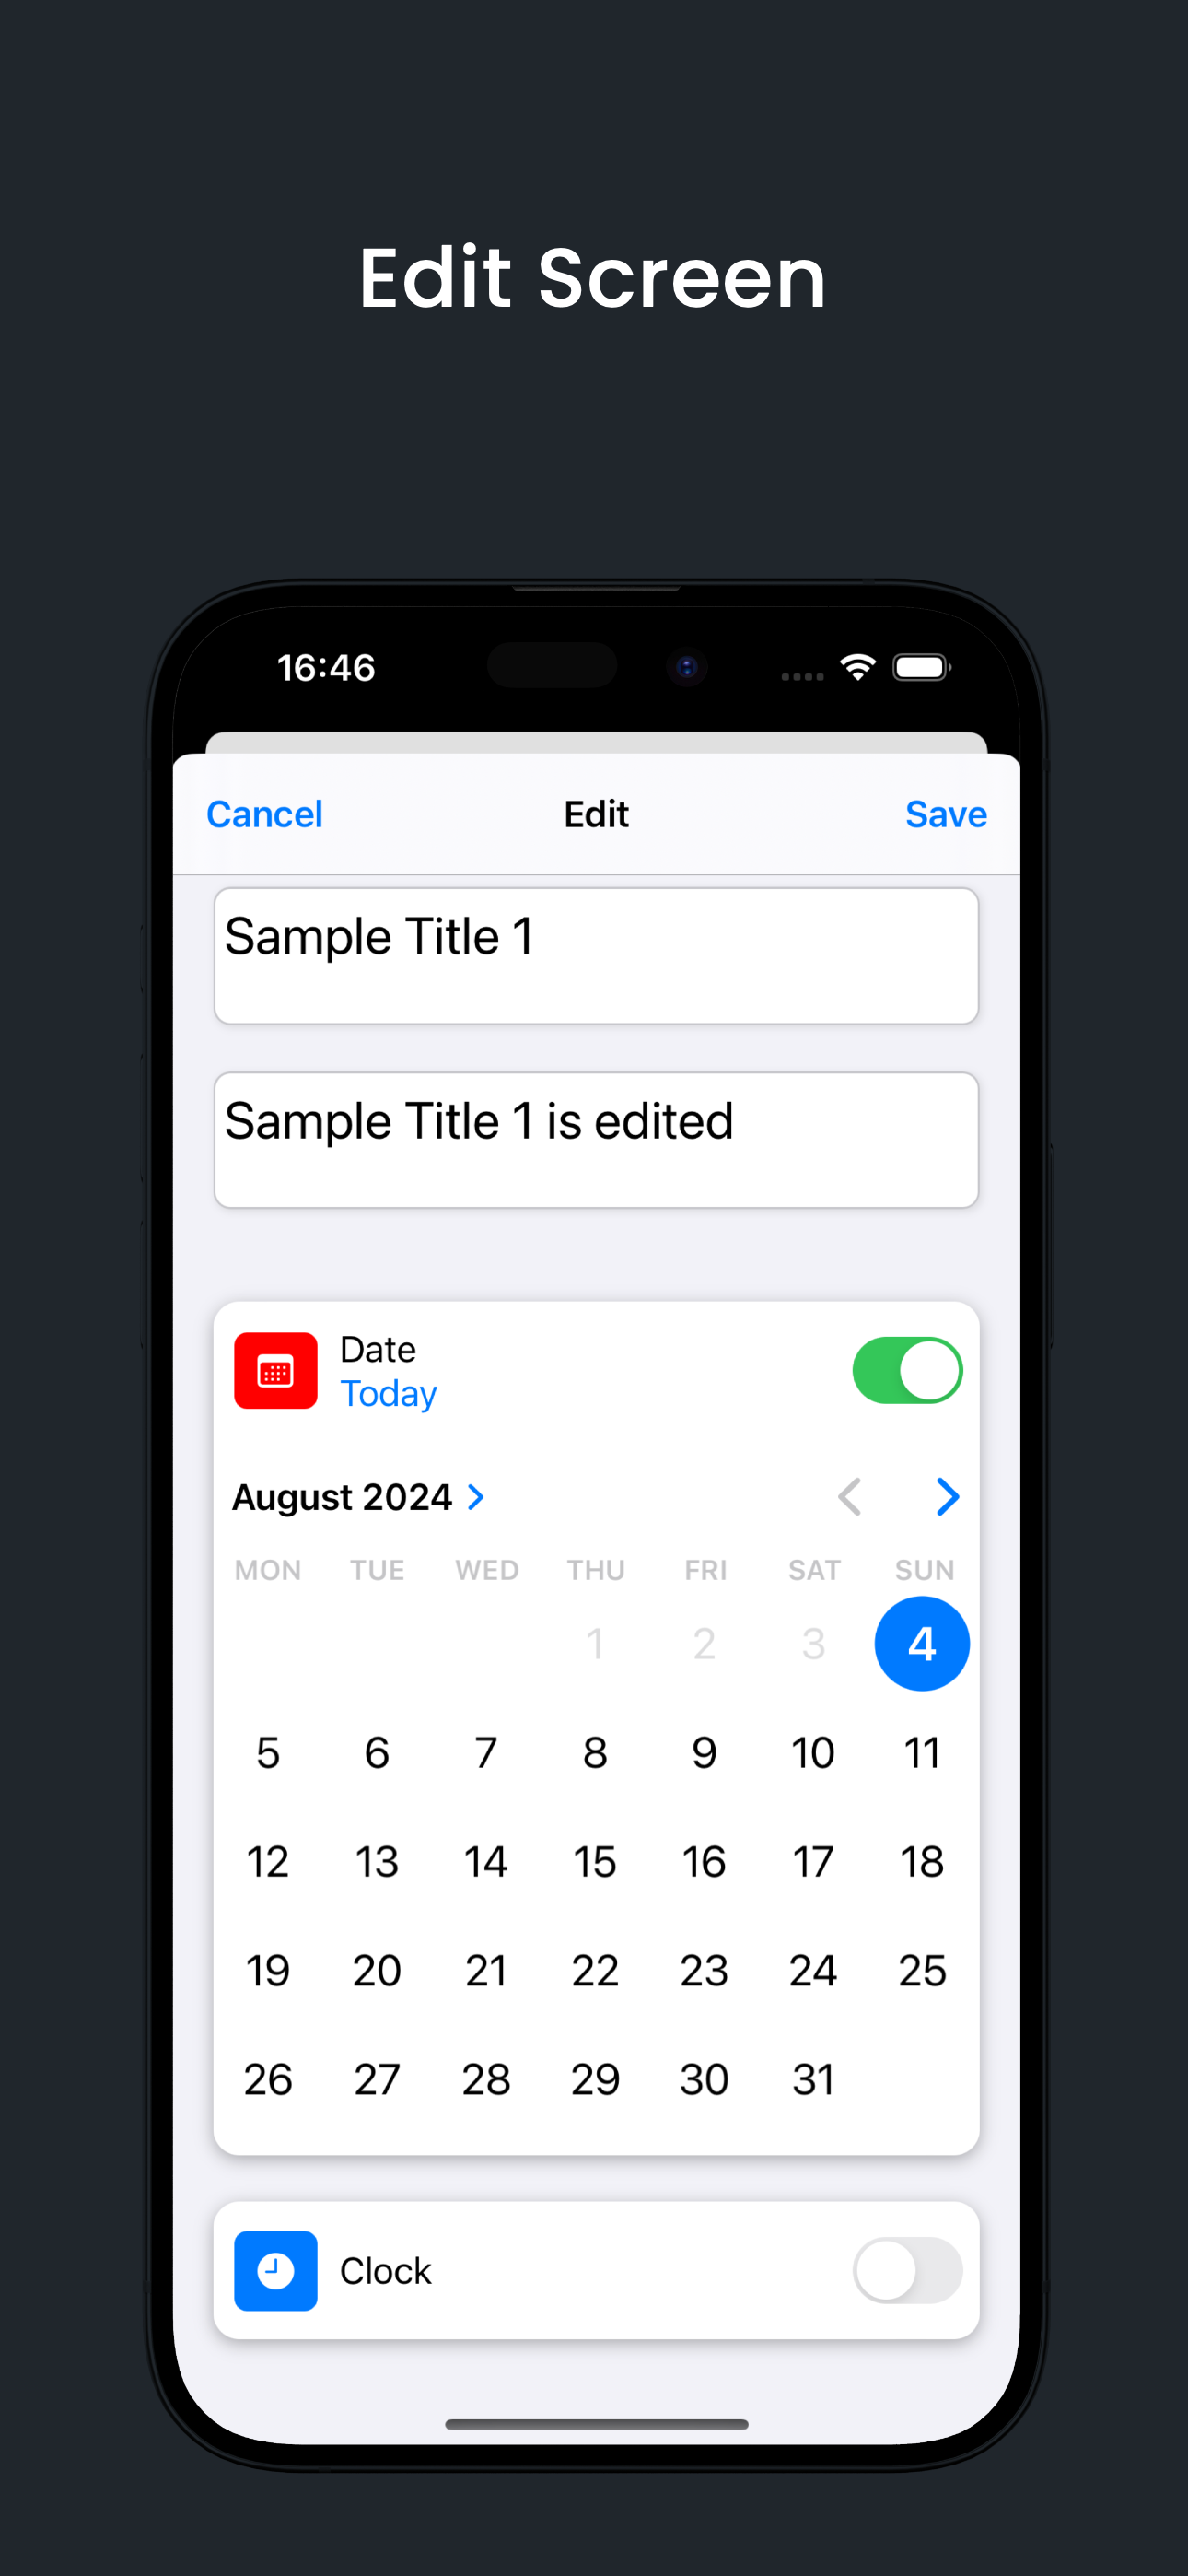 Edit Screen
16:46
Cancel Edit Save
Sample Title 1
Sample Title 1 is edited
Date
Today
August 2024
MON TUE WED THU FRI SAT SUN
1 2 3 4
5 6 7 8 9 10 11
12 13 14 15 16 17 18
19 20 21 22 23 24 25
26 27 28 29 30 31
Clock